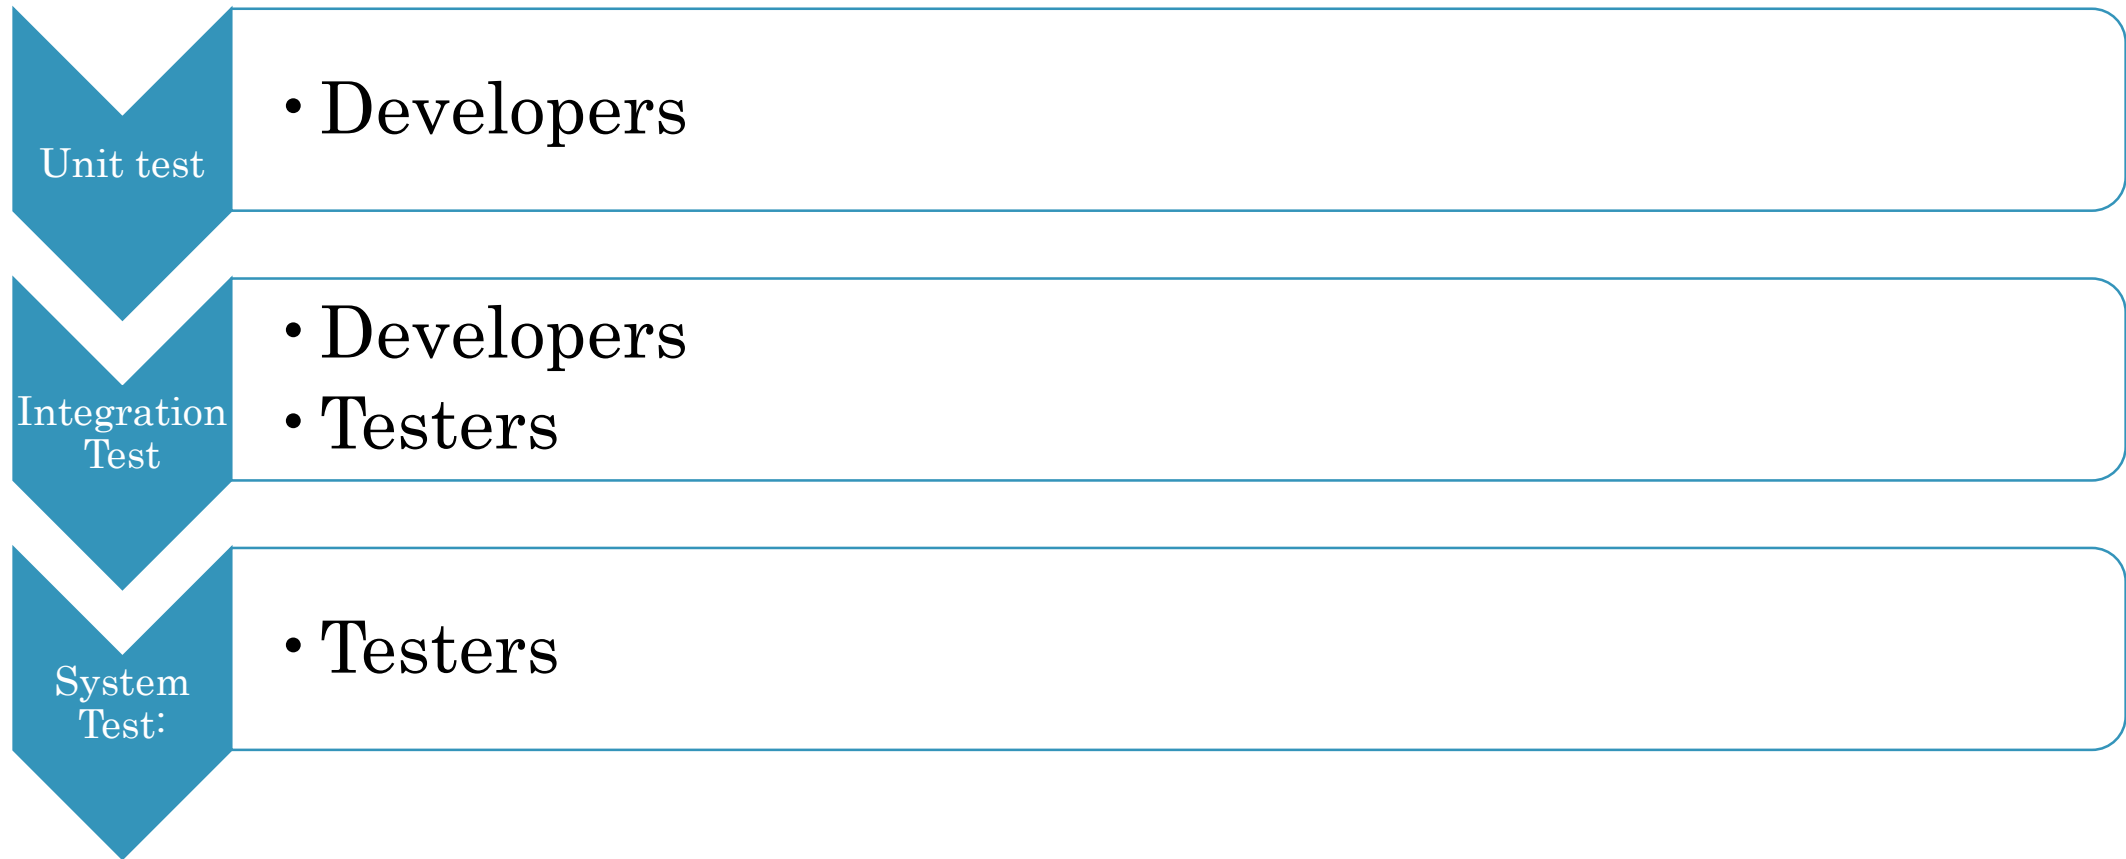 Unit test
• Developers
Integration
Test
• Developers
• Testers
System
Test:
• Testers